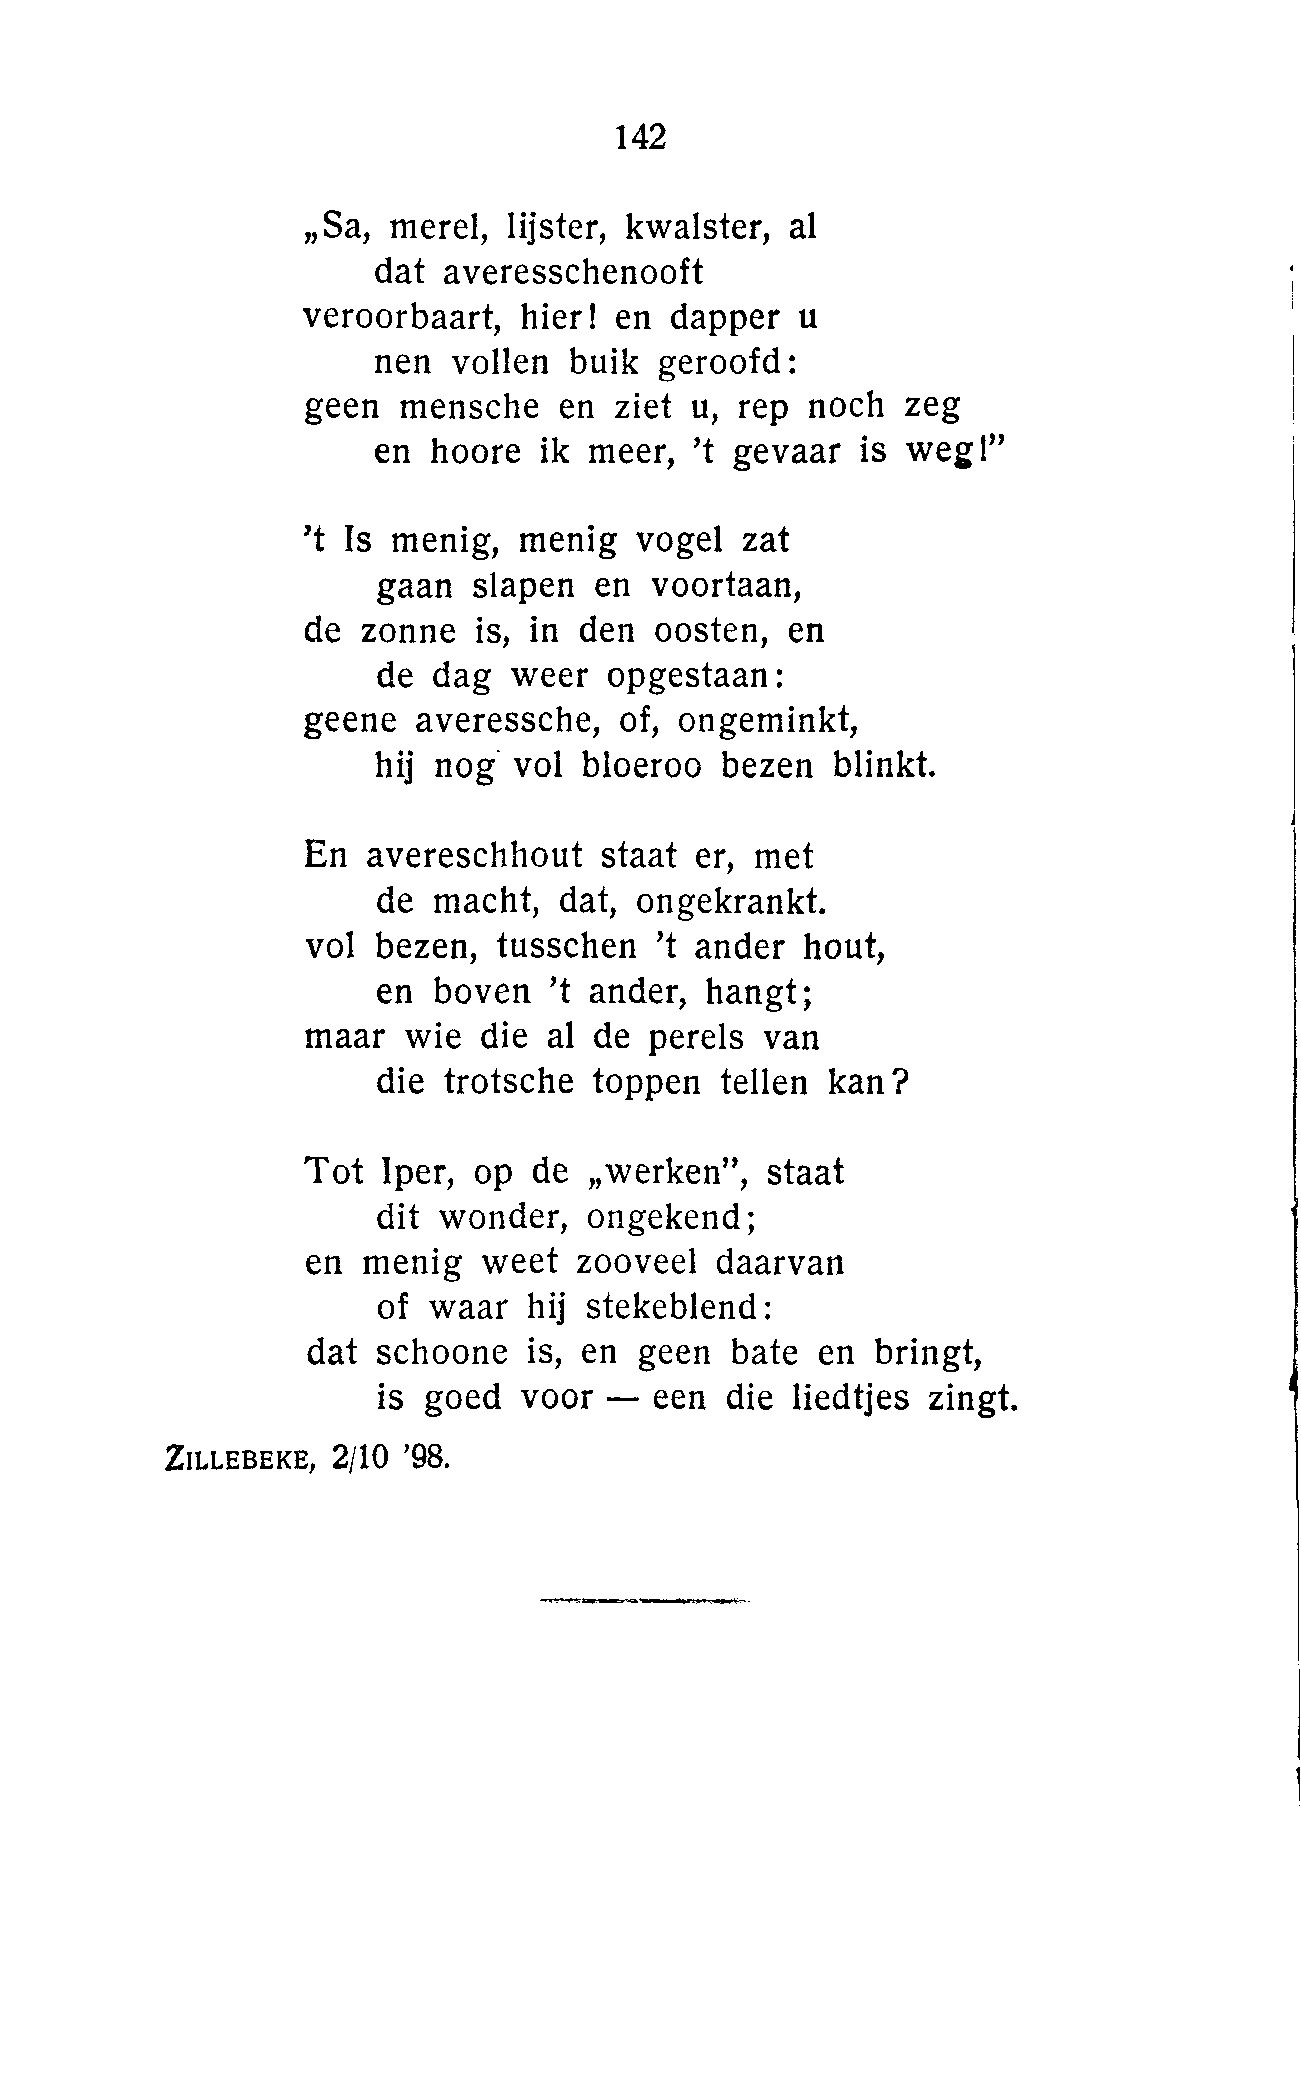 142
„Sa, merel, lijster, kwalster, al
dat averesschenooft
veroorbaart, hier! en dapper u
nen vollen buik geroofd:
geen mensche en ziet u, rep noch zeg
en hoore ik meer, 't gevaar is weg!”
't Is menig, menig vogel zat
gaan slapen en voortaan,
de zonne is, in den oosten, en
de dag weer opgestaan:
geene averessche, of, ongeminkt,
hij nog vol bloeroo bezen blinkt.
En avereschhout staat er, met
de macht, dat, ongekrankt.
vol bezen, tusschen 't ander hout,
en boven 't ander, hangt;
maar wie die al de perels van
die trotsche toppen tellen kan?
Tot Iper, op de „werken”, staat
dit wonder, ongekend;
en menig weet zooveel daarvan
of waar hij stekeblend:
dat schoone is, en geen bate en bringt,
is goed voor — een die liedtjes zingt.
ZILLEBEKE, 2/10 '98.